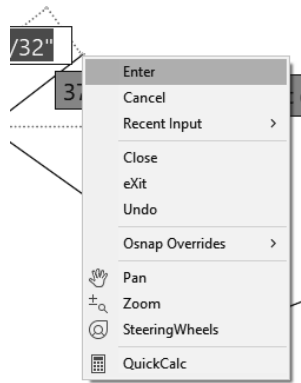 /32"
37
Enter
Cancel
Recent Input
Close
eXit
Undo
Osnap Overrides
Pan
Zoom
SteeringWheels
QuickCalc